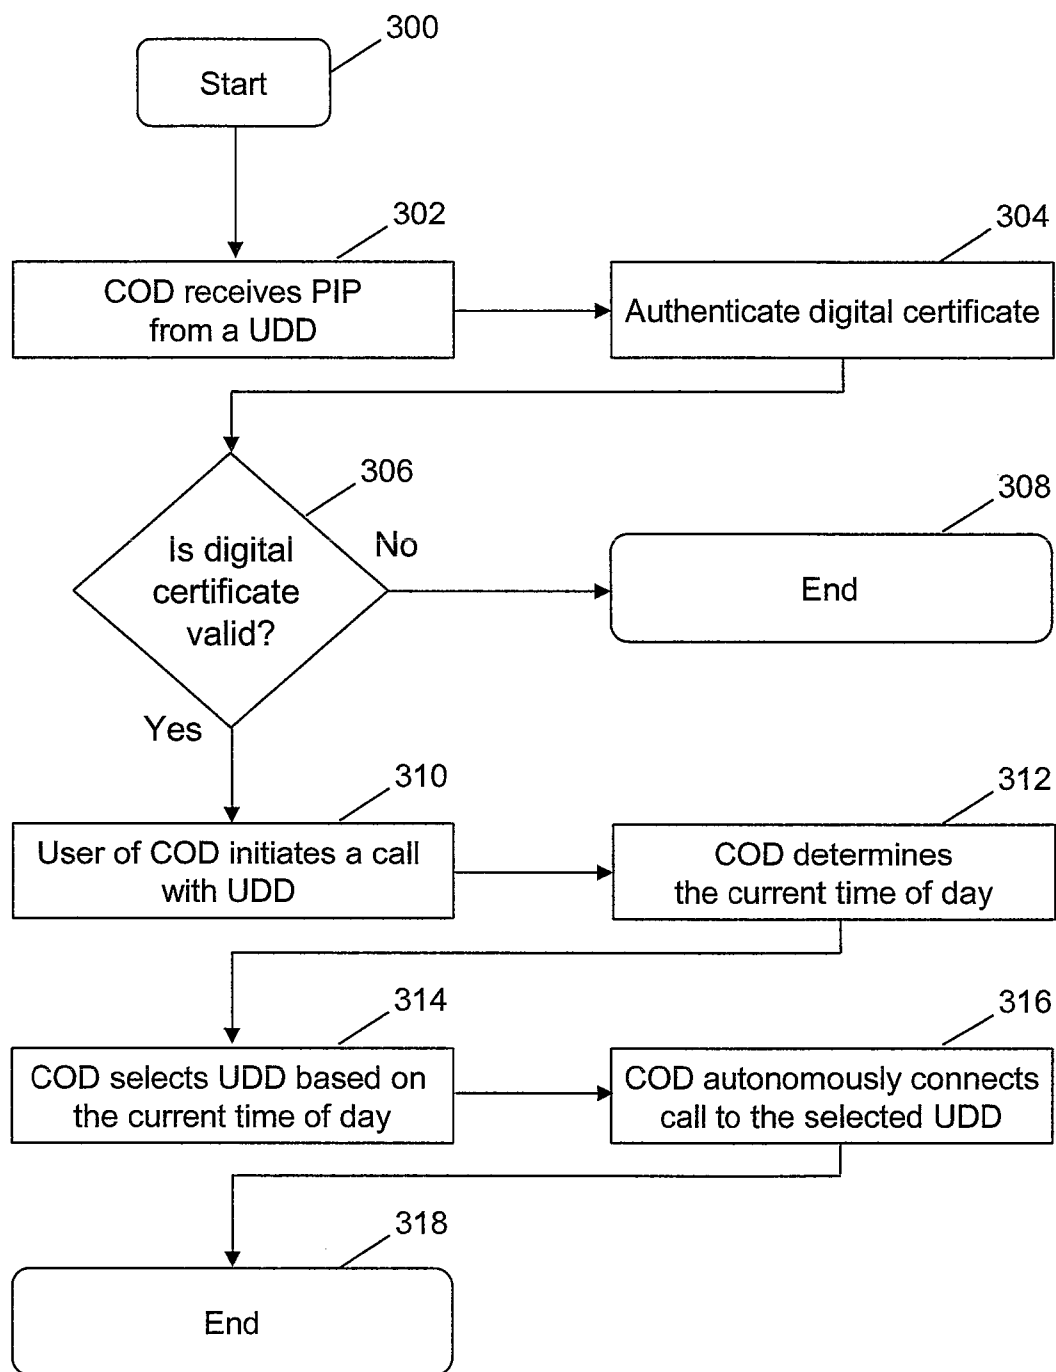 300
Start
302
COD receives PIP
from a UDD
304
Authenticate digital certificate
306
Is digital
certificate
valid?
No
308
End
Yes
310
User of COD initiates a call
with UDD
312
COD determines
the current time of day
314
COD selects UDD based on
the current time of day
316
COD autonomously connects
call to the selected UDD
318
End